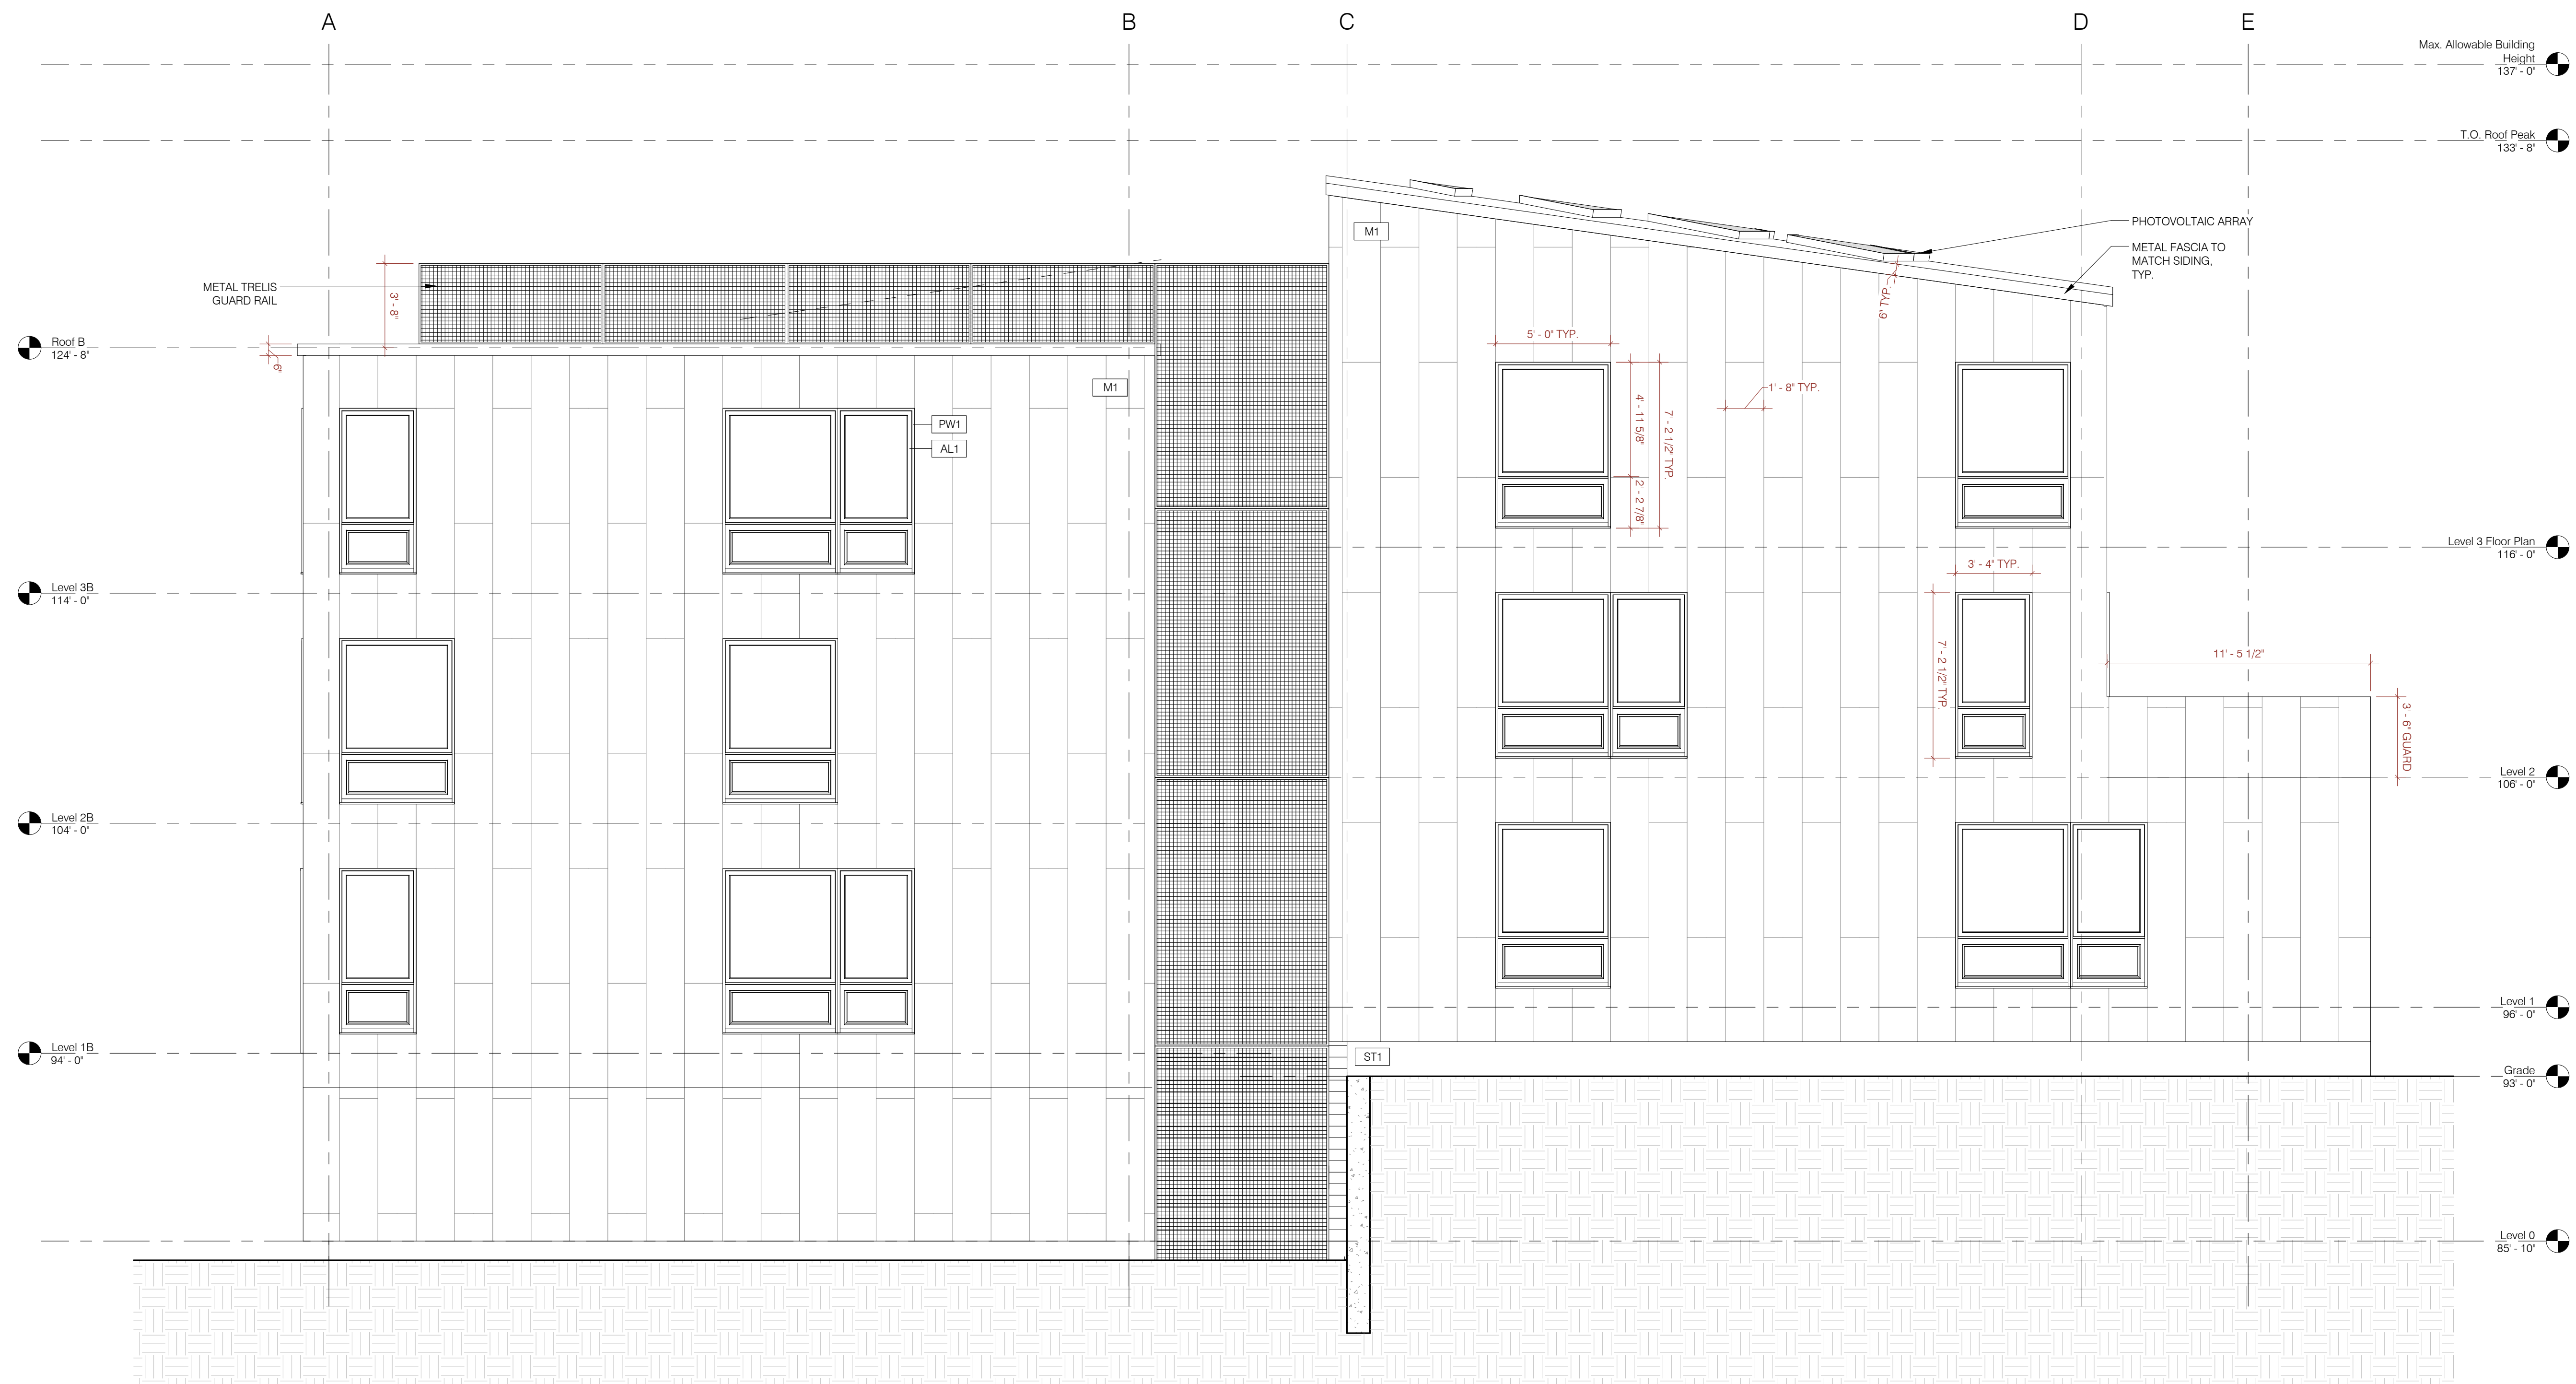 A
B
C
D
E
Max. Allowable Building
Height
137' - 0"
T.O. Roof Peak
133' - 8"
M1
PHOTOVOLTAIC ARRAY
METAL FASCIA TO
MATCH SIDING,
TYP.
METAL TRELIS
GUARD RAIL
3' - 8"
9" TYP.
Roof B
124' - 8"
6"
5' - 0" TYP.
M1
1' - 8" TYP.
4' - 11 5/8"
7' - 2 1/2" TYP.
2' - 2 7/8"
PW1
AL1
Level 3 Floor Plan
116' - 0"
3' - 4" TYP.
Level 3B
114' - 0"
7' - 2 1/2" TYP.
11' - 5 1/2"
3' - 6" GUARD
Level 2
106' - 0"
Level 2B
104' - 0"
Level 1
96' - 0"
Level 1B
94' - 0"
ST1
Grade
93' - 0"
Level 0
85' - 10"